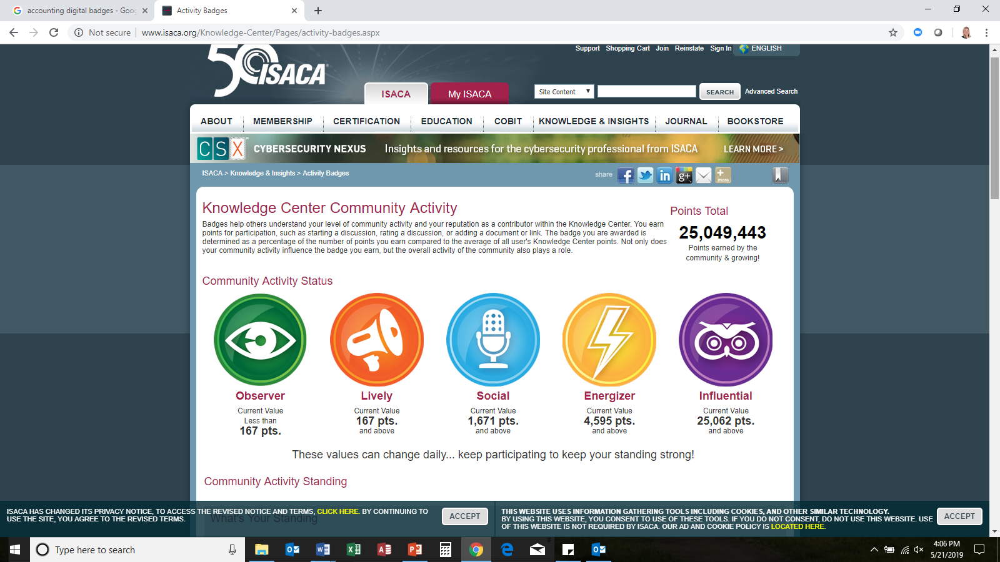 accounting digital badges - Goo
Activity Badges
Not secure
www.isaca.org/Knowledge-Center/Pages/activity-badges.aspx
Support Shopping Cart Join Reinstate Sign In ENGLISH
50 ISACA
ISACA
My ISACA
Site Content
SEARCH
Advanced Search
ABOUT MEMBERSHIP CERTIFICATION EDUCATION COBIT KNOWLEDGE & INSIGHTS JOURNAL BOOKSTORE
CSX CYBERSECURITY NEXUS Insights and resources for the cybersecurity professional from ISACA LEARN MORE >
ISACA > Knowledge & Insights > Activity Badges
share
f
in
g+
+
more
Knowledge Center Community Activity
Badges help others understand your level of community activity and your reputation as a contributor within the Knowledge Center. You earn
points for participation, such as starting a discussion, rating a discussion, or adding a document or link. The badge you are awarded is
determined as a percentage of the number of points you earn compared to the average of all user's Knowledge Center points. Not only does
your community activity influence the badge you earn, but the overall activity of the community also plays a role.
Points Total
25,049,443
Points earned by the
community & growing!
Community Activity Status
Observer
Current Value
Less than
167 pts.
Lively
Current Value
167 pts.
and above
Social
Current Value
1,671 pts.
and above
Energizer
Current Value
4,595 pts.
and above
Influential
Current Value
25,062 pts.
and above
These values can change daily... keep participating to keep your standing strong!
Community Activity Standing
What's Your Standing
ISACA HAS CHANGED ITS PRIVACY NOTICE, TO ACCESS THE REVISED NOTICE AND TERMS, CLICK HERE. BY CONTINUING TO
USE THE SITE, YOU AGREE TO THE REVISED TERMS.
ACCEPT
THIS WEBSITE USES INFORMATION GATHERING TOOLS INCLUDING COOKIES, AND OTHER SIMILAR TECHNOLOGY.
BY USING THIS WEBSITE, YOU CONSENT TO USE OF THESE TOOLS. IF YOU DO NOT CONSENT, DO NOT USE THIS WEBSITE. USE
OF THIS WEBSITE IS NOT REQUIRED BY ISACA. OUR AD AND COOKIE POLICY IS LOCATED HERE.
ACCEPT
Type here to search
4:06 PM
5/21/2019